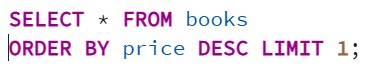 SELECT * FROM books
ORDER BY price DESC LIMIT 1;